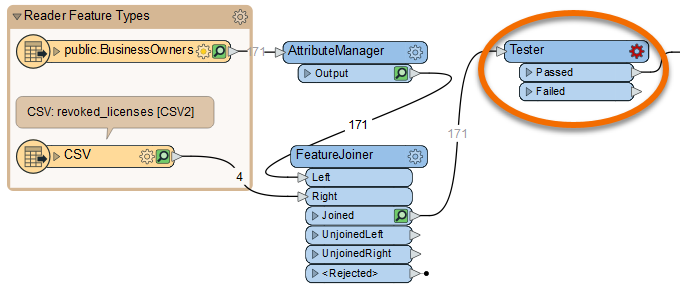 Reader Feature Types
public.BusinessOwners
171
AttributeManager
Output
Tester
Passed
Failed
CSV: revoked_licenses [CSV2]
171
171
CSV
4
FeatureJoiner
Left
Right
Joined
UnjoinedLeft
UnjoinedRight
<Rejected>